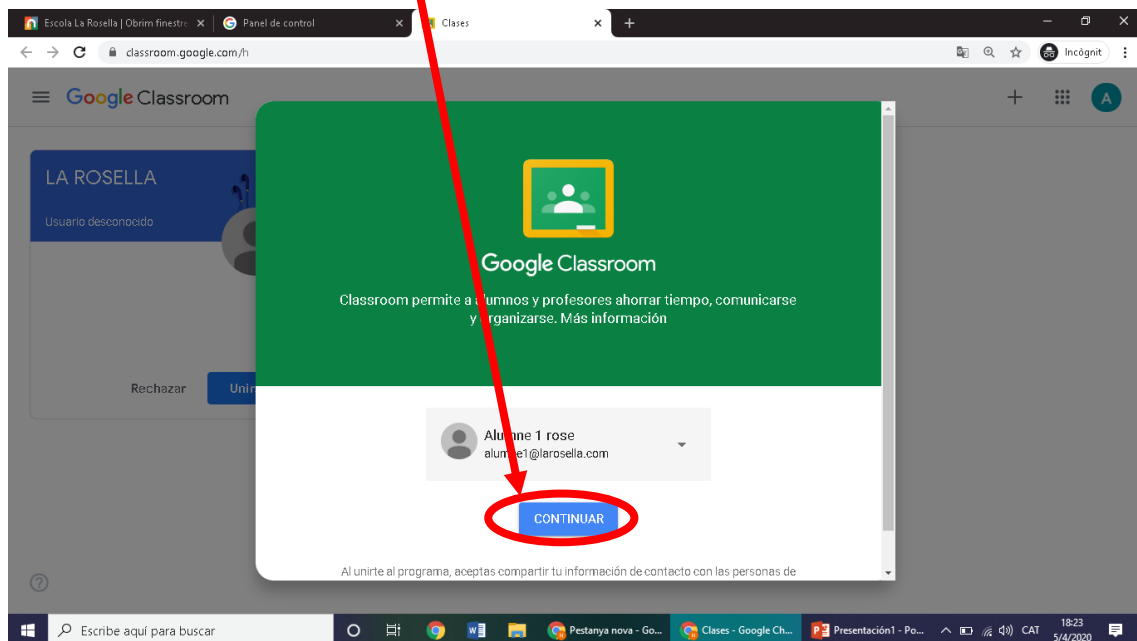 Escola La Rosella | Obrim finestre
Panel de control
Clases
classroom.google.com/h
Incògnit
Google Classroom
A
LA ROSELLA
Usuario desconocido
Rechazar
Google Classroom
Classroom permite a alumnos y profesores ahorrar tiempo, comunicarse
y organizarse. Más información
Alumne 1 rose
alumne1@larosella.com
CONTINUAR
Al unirte al programa, aceptas compartir tu información de contacto con las personas de
Escribe aquí para buscar
Pestanya nova - Go...
Clases - Google Ch...
Presentación1 - Po...
CAT
18:23
5/4/2020